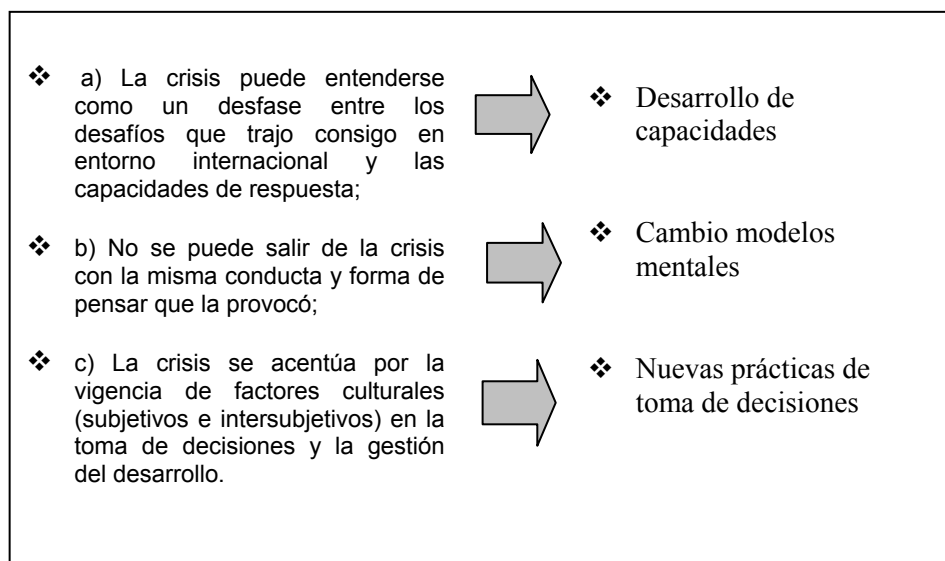 ❖ a) La crisis puede entenderse
como un desfase entre los
desafíos que trajo consigo en
entorno internacional y las
capacidades de respuesta;
❖ Desarrollo de
capacidades
❖ b) No se puede salir de la crisis
con la misma conducta y forma de
pensar que la provocó;
❖ Cambio modelos
mentales
❖ c) La crisis se acentúa por la
vigencia de factores culturales
(subjetivos e intersubjetivos) en la
toma de decisiones y la gestión
del desarrollo.
❖ Nuevas prácticas de
toma de decisiones